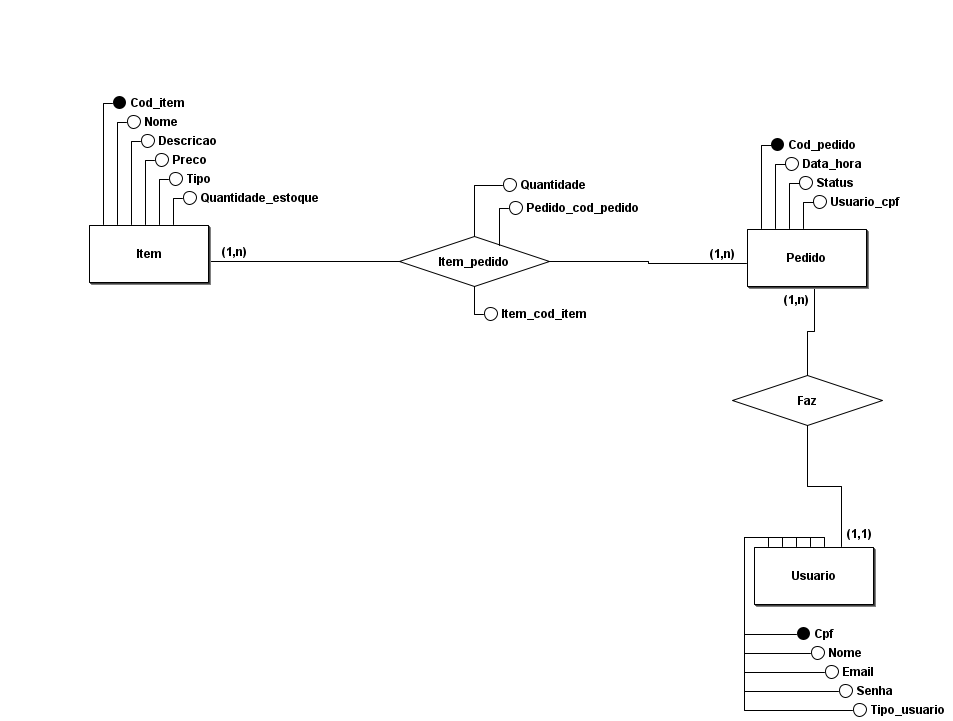 Cod_item
Nome
Descricao
Preco
Tipo
Quantidade_estoque
Item
(1,n)
Quantidade
Pedido_cod_pedido
Item_pedido
Item_cod_item
(1,n)
Cod_pedido
Data_hora
Status
Usuario_cpf
Pedido
(1,n)
Faz
(1,1)
Usuario
Cpf
Nome
Email
Senha
Tipo_usuario